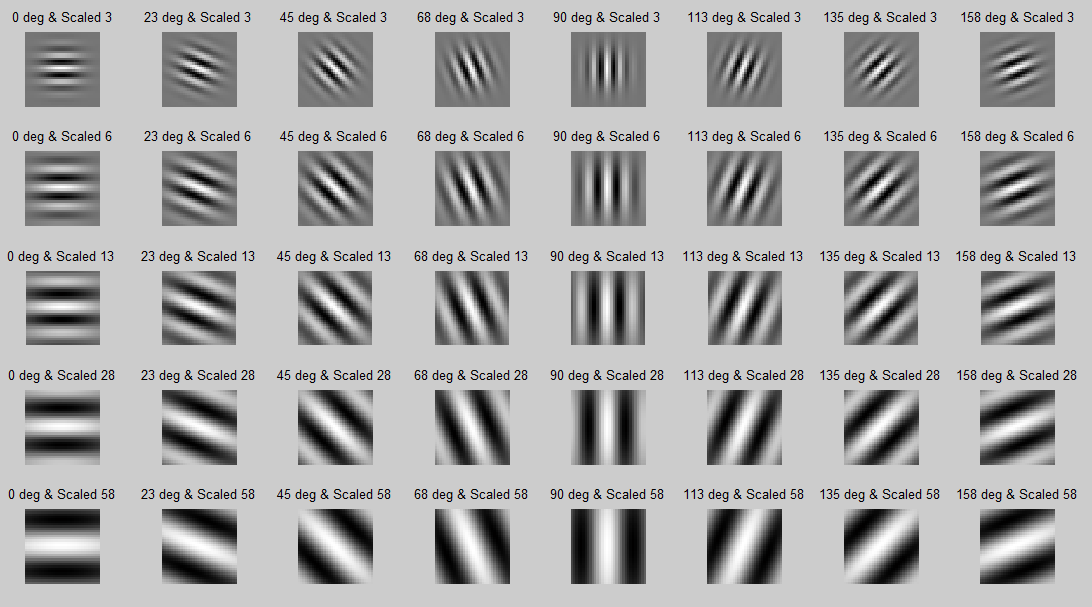 0 deg & Scaled 3 23 deg & Scaled 3 45 deg & Scaled 3 68 deg & Scaled 3 90 deg & Scaled 3 113 deg & Scaled 3 135 deg & Scaled 3 158 deg & Scaled 3
0 deg & Scaled 6 23 deg & Scaled 6 45 deg & Scaled 6 68 deg & Scaled 6 90 deg & Scaled 6 113 deg & Scaled 6 135 deg & Scaled 6 158 deg & Scaled 6
0 deg & Scaled 13 23 deg & Scaled 13 45 deg & Scaled 13 68 deg & Scaled 13 90 deg & Scaled 13 113 deg & Scaled 13 135 deg & Scaled 13 158 deg & Scaled 13
0 deg & Scaled 28 23 deg & Scaled 28 45 deg & Scaled 28 68 deg & Scaled 28 90 deg & Scaled 28 113 deg & Scaled 28 135 deg & Scaled 28 158 deg & Scaled 28
0 deg & Scaled 58 23 deg & Scaled 58 45 deg & Scaled 58 68 deg & Scaled 58 90 deg & Scaled 58 113 deg & Scaled 58 135 deg & Scaled 58 158 deg & Scaled 58